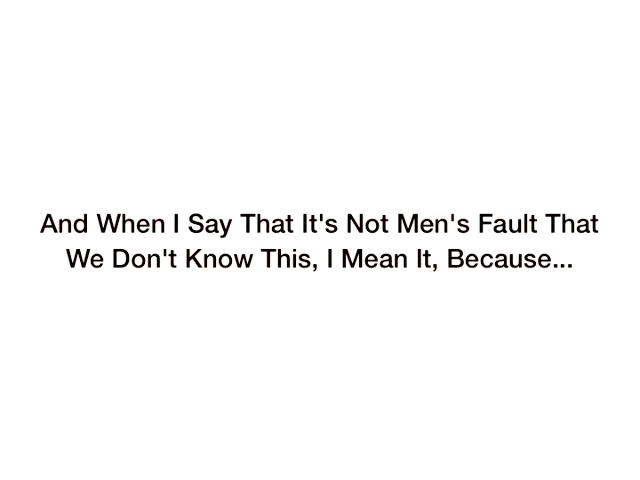 And When I Say That It's Not Men's Fault That
We Don't Know This, I Mean It, Because...